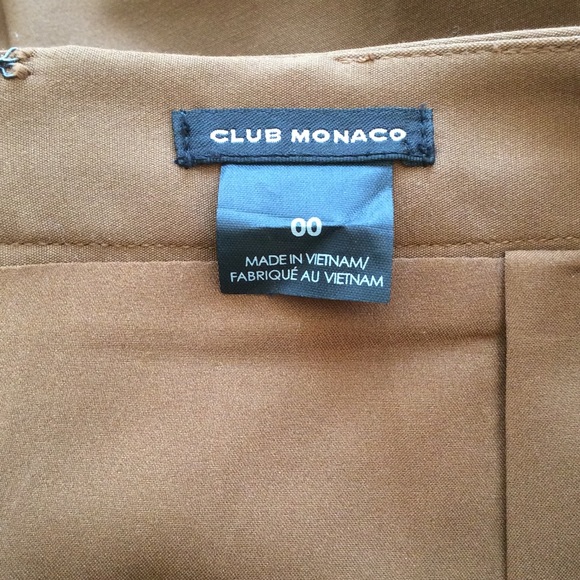 CLUB MONACO
00
MADE IN VIETNAM/
FABRIQUÉ AU VIETNAM